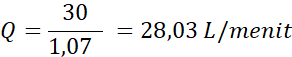 Q = 30/1,07 = 28,03 L/menit